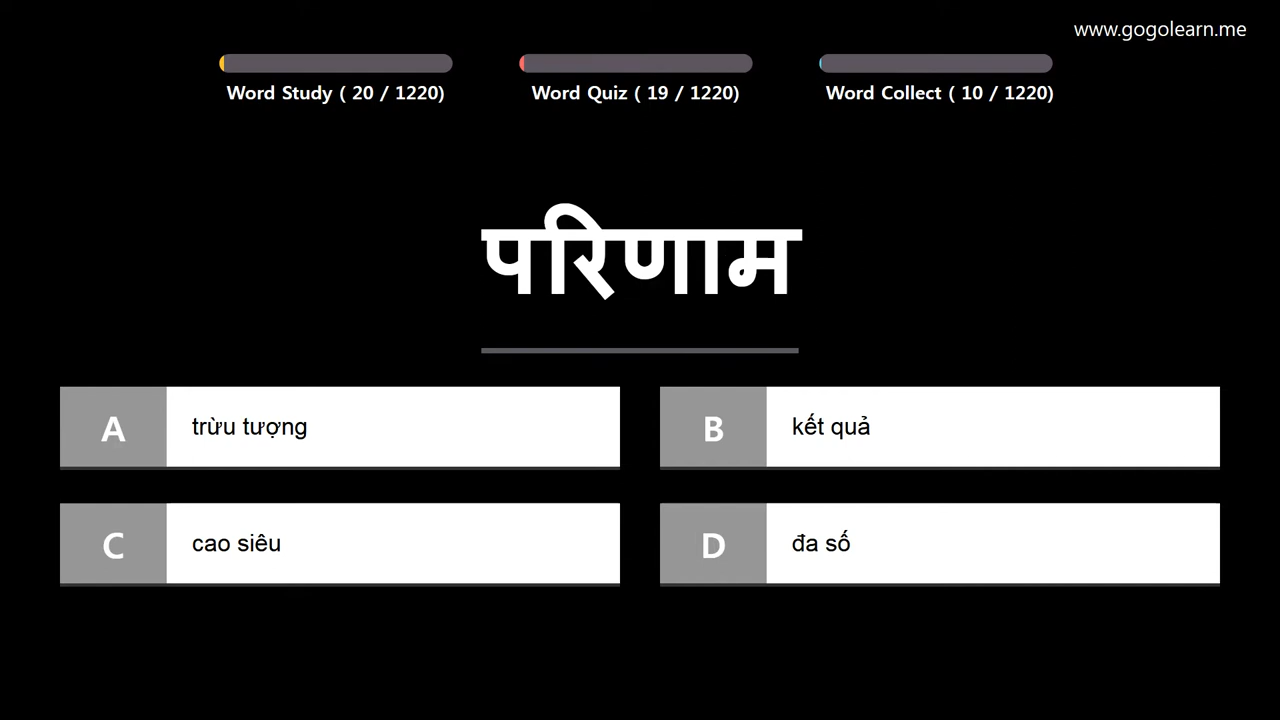 www.gogolearn.me
Word Study ( 20 / 1220)
Word Quiz ( 19 / 1220)
Word Collect ( 10 / 1220)
परिणाम
A
trừu tượng
B
kết quả
C
cao siêu
D
đa số